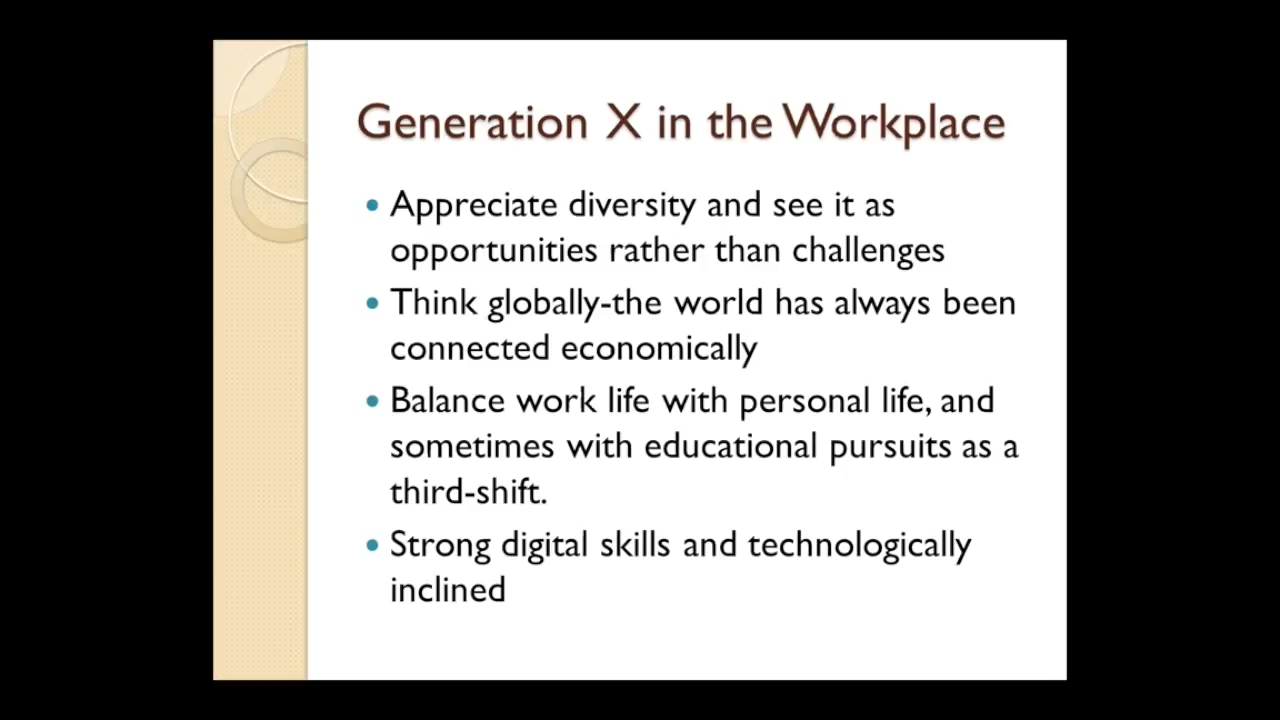 Generation X in the Workplace
• Appreciate diversity and see it as
opportunities rather than challenges
• Think globally-the world has always been
connected economically
• Balance work life with personal life, and
sometimes with educational pursuits as a
third-shift.
• Strong digital skills and technologically
inclined